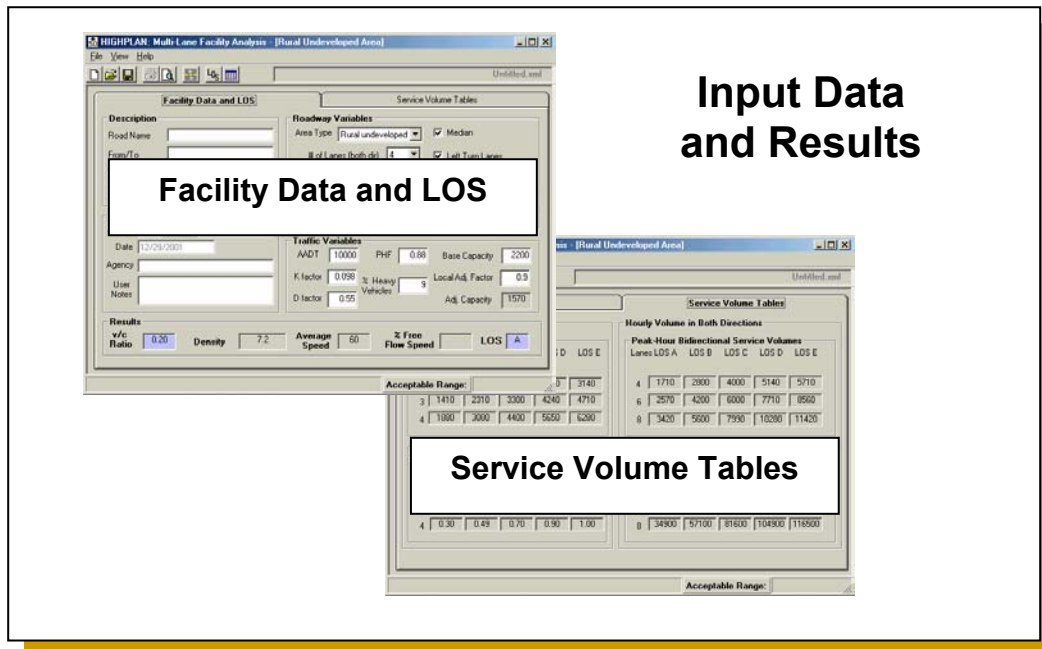 Input Data
and Results
HIGHPLAN: Multi-Lane Facility Analysis - [Rural Undeveloped Area]
File View Help
LOS
Untitled.xml
Facility Data and LOS
Service Volume Tables
Description
Road Name
From/To
Roadway Variables
Area Type Rural undeveloped Median
# of Lanes (both dir) 4 Left Turn Lanes
Facility Data and LOS
Date 12/29/2001
Agency
User
Notes
Traffic Variables
AADT 10000 PHF 0.88 Base Capacity 2200
K factor 0.098 % Heavy Vehicles 9 Local Adj. Factor 0.9
D factor 0.55 Adj. Capacity 1570
Results
v/c Ratio 0.20 Density 7.2 Average Speed 60 % Free Flow Speed LOS A
Acceptable Range:
[Rural Undeveloped Area]
Untitled.xml
Service Volume Tables
D LOS E
3140
3 1410 2310 3300 4240 4710
4 1880 3080 4400 5650 6280
Hourly Volume in Both Directions
Peak-Hour Bidirectional Service Volumes
Lanes LOS A LOS B LOS C LOS D LOS E
4 1710 2800 4000 5140 5710
6 2570 4200 6000 7710 8560
8 3420 5600 7990 10280 11420
Service Volume Tables
4 0.30 0.49 0.70 0.90 1.00
8 34900 57100 81600 104900 116500
Acceptable Range: